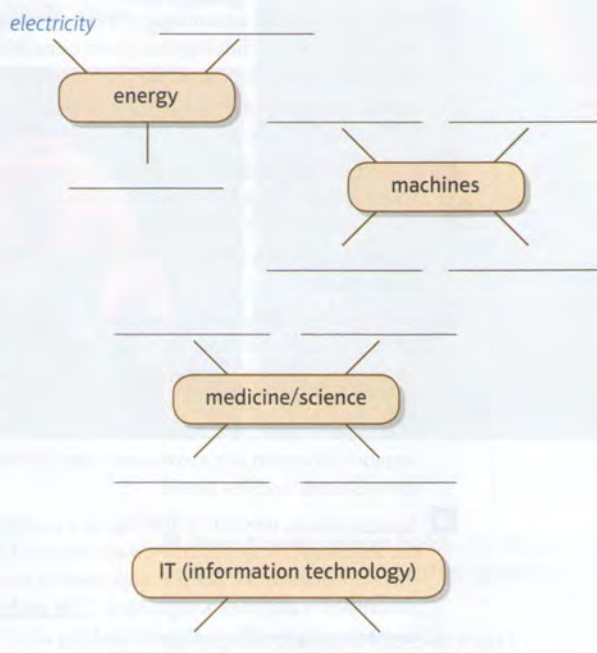 electricity
energy
machines
medicine/science
IT (information technology)